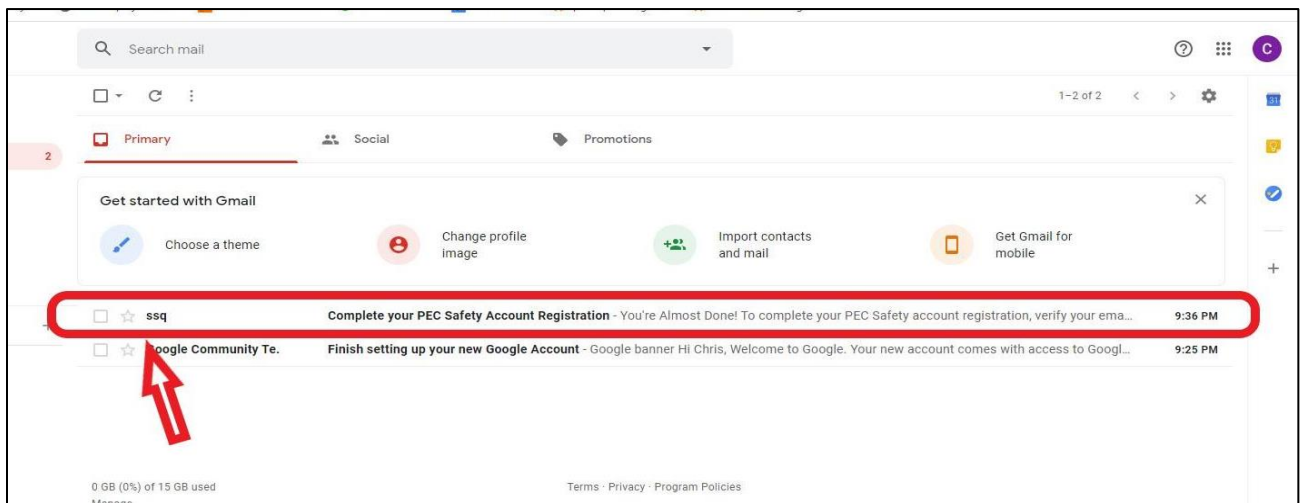 Search mail
C
1–2 of 2
31
Primary
Social
Promotions
2
Get started with Gmail
Choose a theme
Change profile
image
Import contacts
and mail
Get Gmail for
mobile
ssq Complete your PEC Safety Account Registration - You're Almost Done! To complete your PEC Safety account registration, verify your ema... 9:36 PM
Google Community Te. Finish setting up your new Google Account - Google banner Hi Chris, Welcome to Google. Your new account comes with access to Googl... 9:25 PM
0 GB (0%) of 15 GB used
Terms · Privacy · Program Policies
Manage